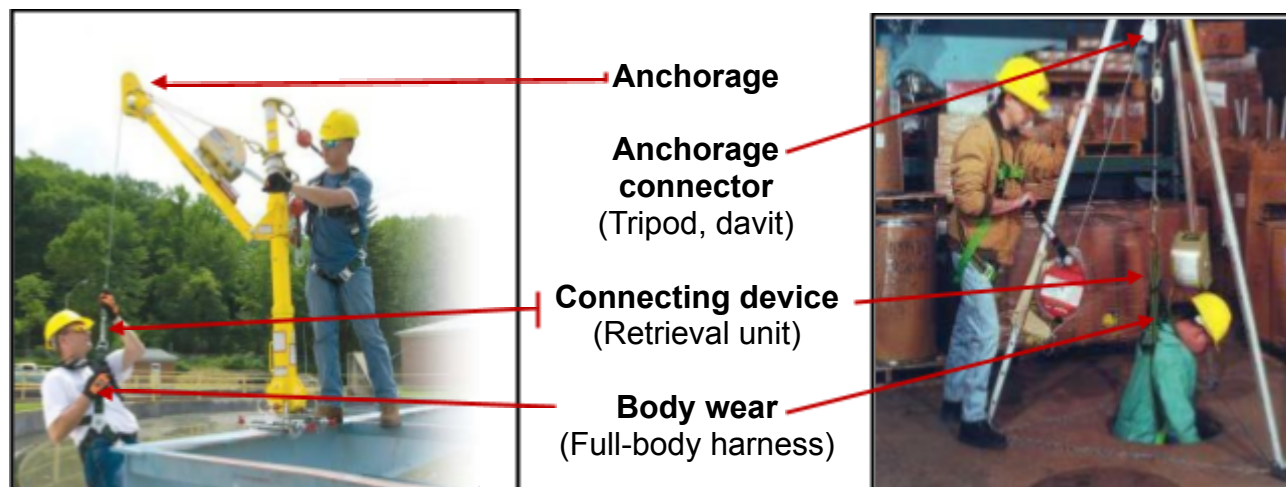 Anchorage
Anchorage
connector
(Tripod, davit)
Connecting device
(Retrieval unit)
Body wear
(Full-body harness)